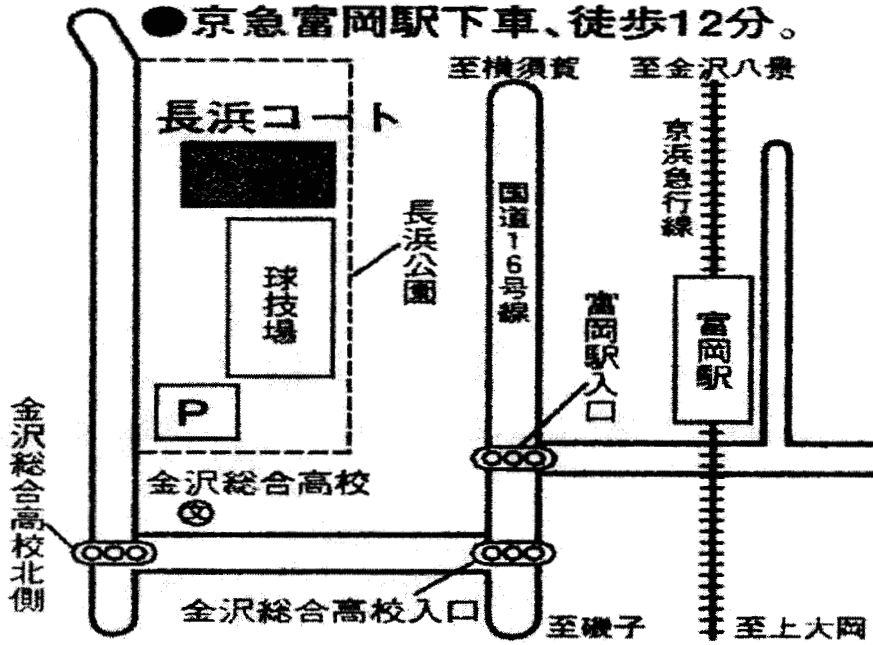 ●京急富岡駅下車、徒歩12分。
至横須賀
至金沢八景
長浜コート
京浜急行線
国道16号線
長浜公園
球技場
富岡駅入口
富岡駅
P
金沢総合高校北側
金沢総合高校
文
金沢総合高校入口
至磯子
至上大岡